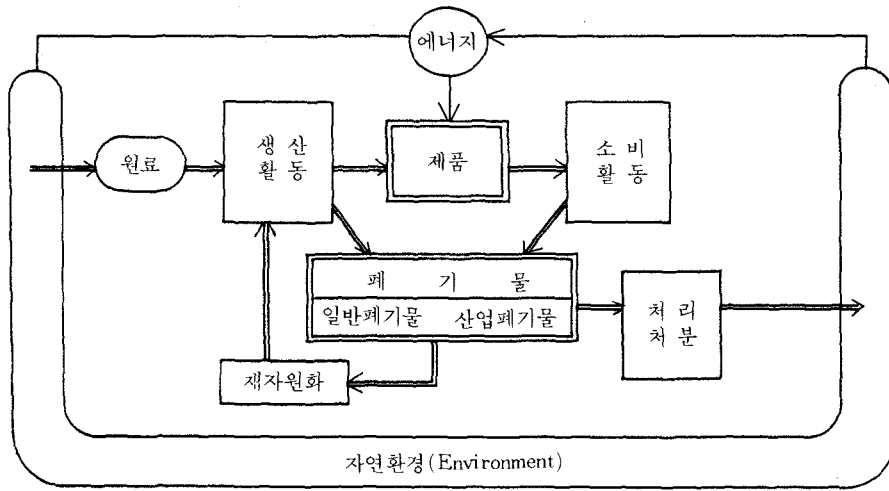 에너지
원료
생 산
활 동
제품
소 비
활 동
폐 기 물
일반폐기물 산업폐기물
처 리
처 분
재자원화
자연환경(Environment)